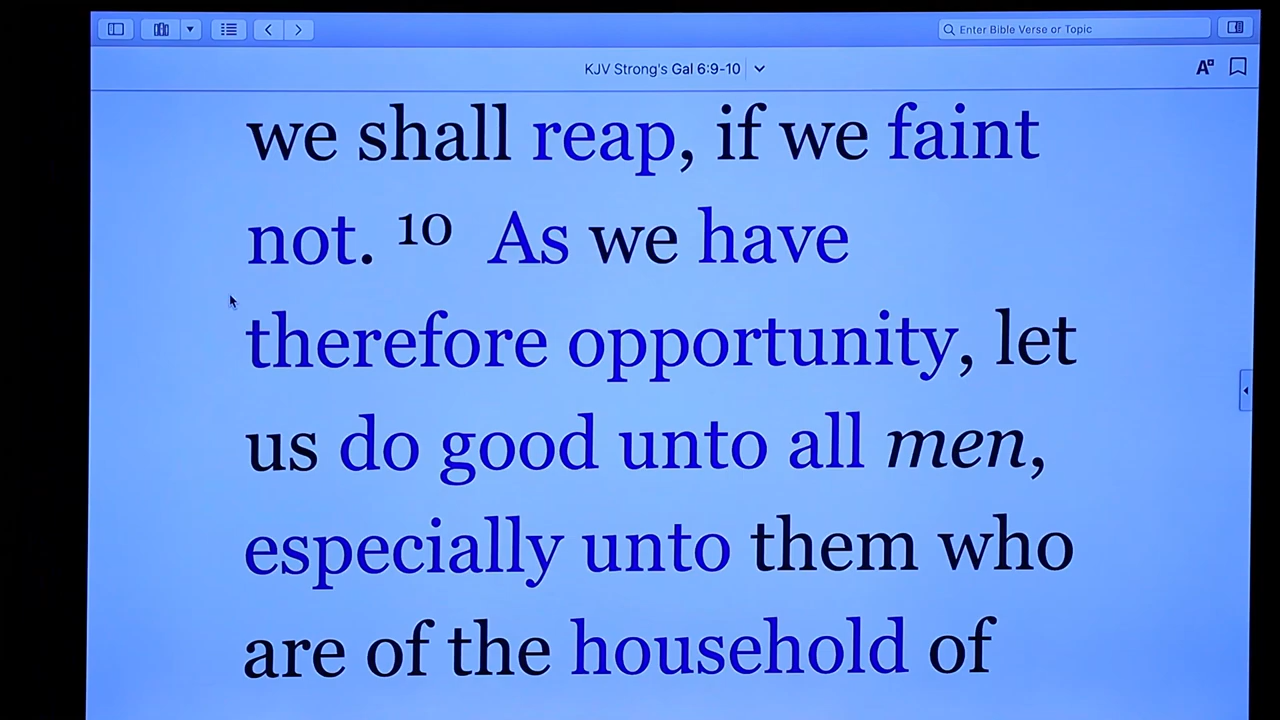 Enter Bible Verse or Topic
KJV Strong's Gal 6:9-10
A
we shall reap, if we faint
not. 10 As we have
therefore opportunity, let
us do good unto all men,
especially unto them who
are of the household of